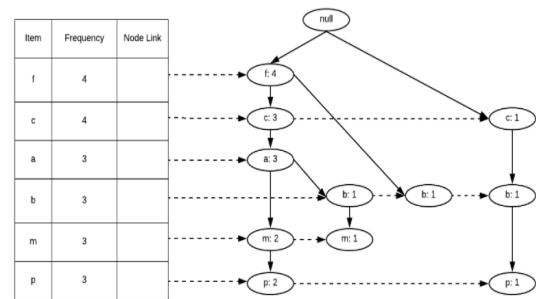 null
Item Frequency Node Link
f 4 f: 4
c 4 c: 3 c: 1
a 3 a: 3
b 3 b: 1 b: 1 b: 1
m 3 m: 2 m: 1
p 3 p: 2 p: 1